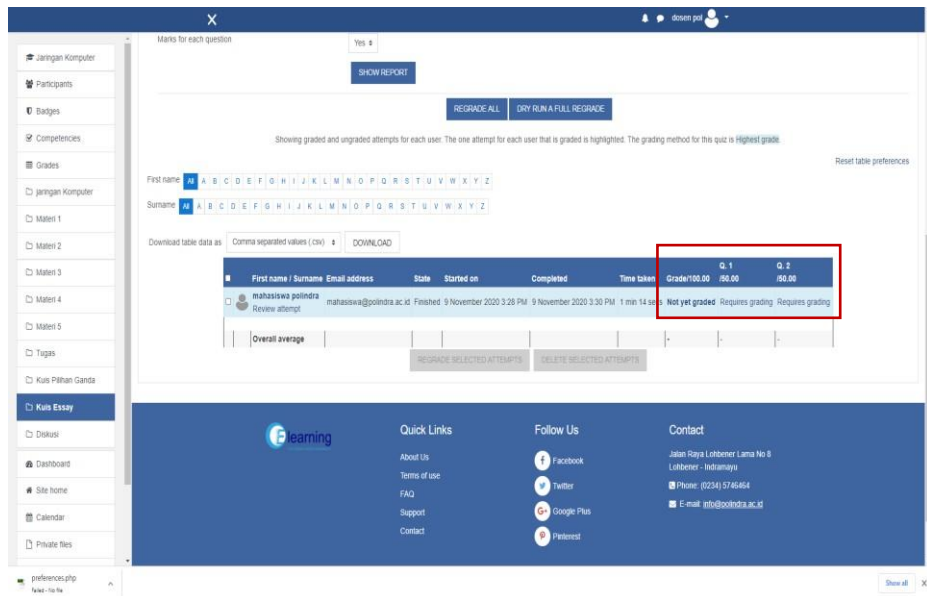 X
dosen pol
Jaringan Komputer
Participants
Badges
Competencies
Grades
jaringan Komputer
Materi 1
Materi 2
Materi 3
Materi 4
Materi 5
Tugas
Kuis Pilihan Ganda
Kuis Essay
Diskusi
Dashboard
Site home
Calendar
Private files
Marks for each question
Yes
SHOW REPORT
REGRADE ALL DRY RUN A FULL REGRADE
Showing graded and ungraded attempts for each user. The one attempt for each user that is graded is highlighted. The grading method for this quiz is Highest grade.
Reset table preferences
First name All A B C D E F G H I J K L M N O P Q R S T U V W X Y Z
Surname All A B C D E F G H I J K L M N O P Q R S T U V W X Y Z
Download table data as Comma separated values (.csv) DOWNLOAD
First name / Surname Email address State Started on Completed Time taken Grade/100.00 Q. 1 /50.00 Q. 2 /50.00
mahasiswa polindra mahasiswa@polindra.ac.id Finished 9 November 2020 3:28 PM 9 November 2020 3:30 PM 1 min 14 secs Not yet graded Requires grading Requires grading
Review attempt
Overall average - - -
REGRADE SELECTED ATTEMPTS DELETE SELECTED ATTEMPTS
Elearning
Quick Links
About Us
Terms of use
FAQ
Support
Contact
Follow Us
Facebook
Twitter
Google Plus
Pinterest
Contact
Jalan Raya Lohbener Lama No 8
Lohbener - Indramayu
Phone: (0234) 5746464
E-mail: info@polindra.ac.id
preferences.php
Failed - No file
Show all X